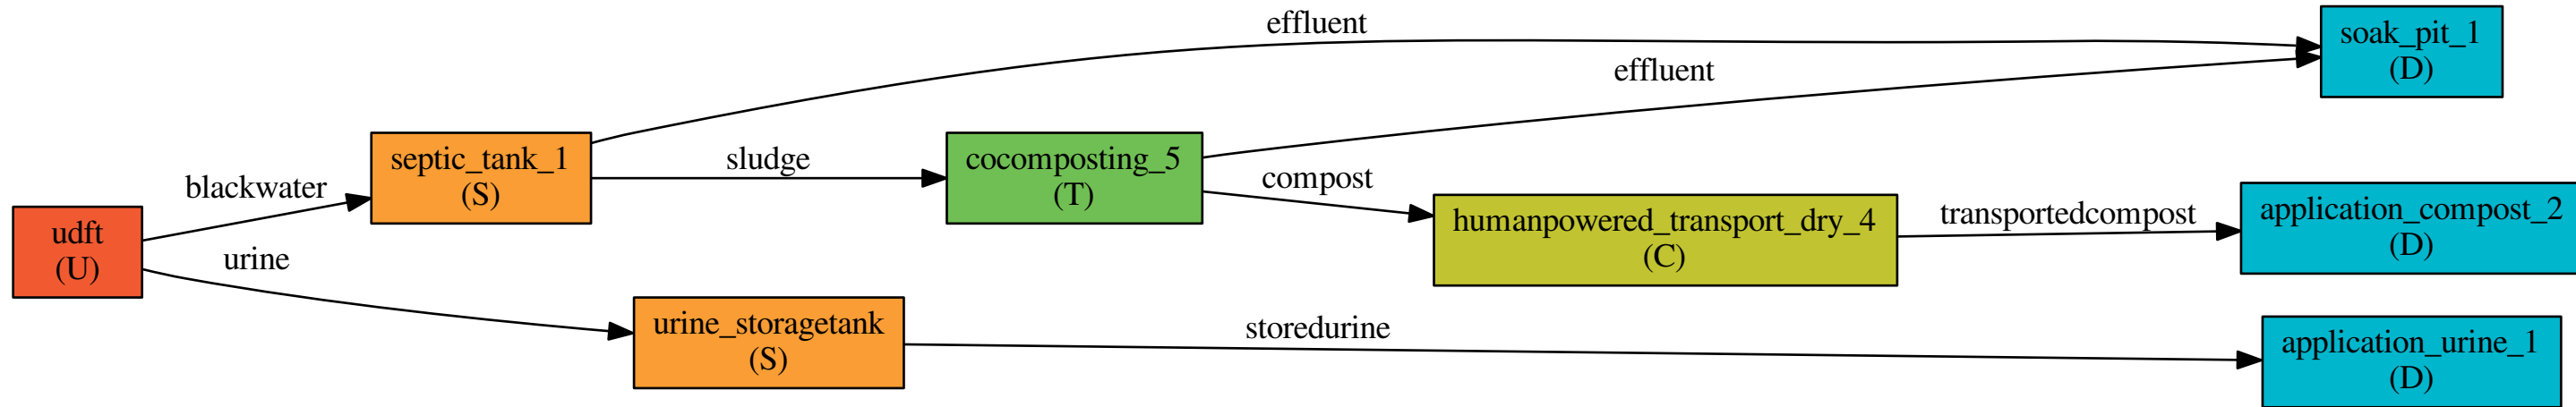 effluent
soak_pit_1
(D)
effluent
septic_tank_1
(S)
sludge
cocomposting_5
(T)
blackwater
compost
humanpowered_transport_dry_4
(C)
transportedcompost
application_compost_2
(D)
udft
(U)
urine
urine_storagetank
(S)
storedurine
application_urine_1
(D)